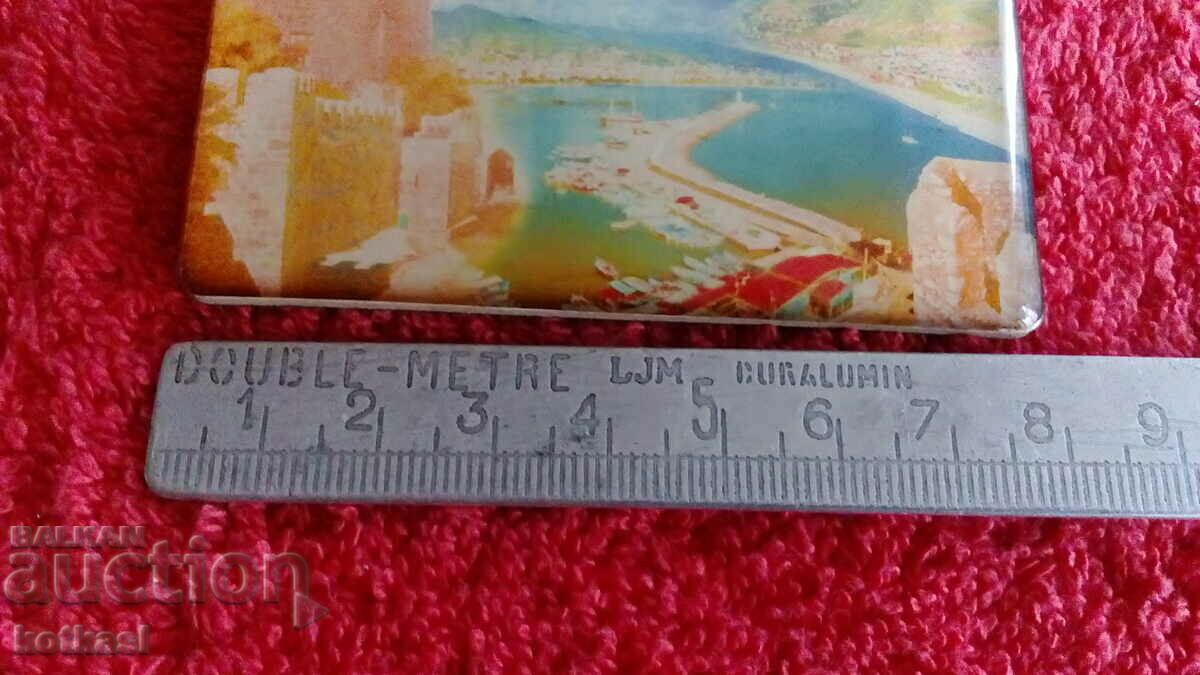 DOUBLE-METRE LJM DURALUMIN
1 2 3 4 5 6 7 8 9
BALKAN
auction
kotkasl